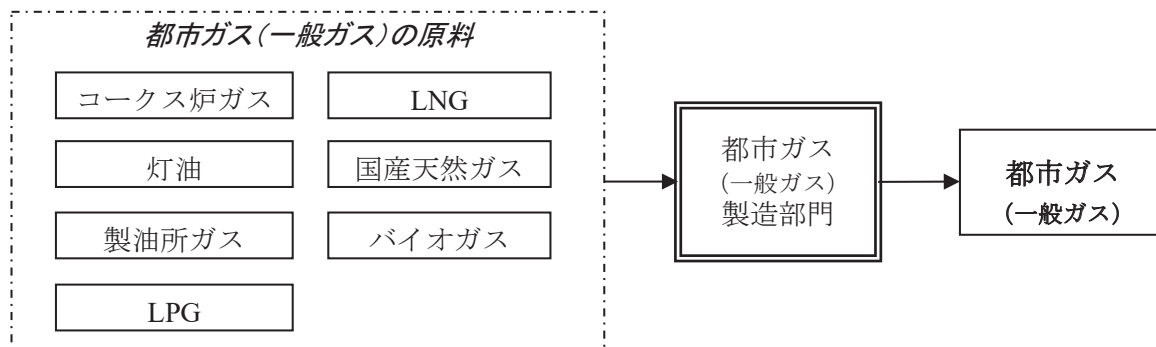 都市ガス(一般ガス)の原料
コークス炉ガス
LNG
灯油
国産天然ガス
製油所ガス
バイオガス
LPG
都市ガス
(一般ガス)
製造部門
都市ガス
(一般ガス)